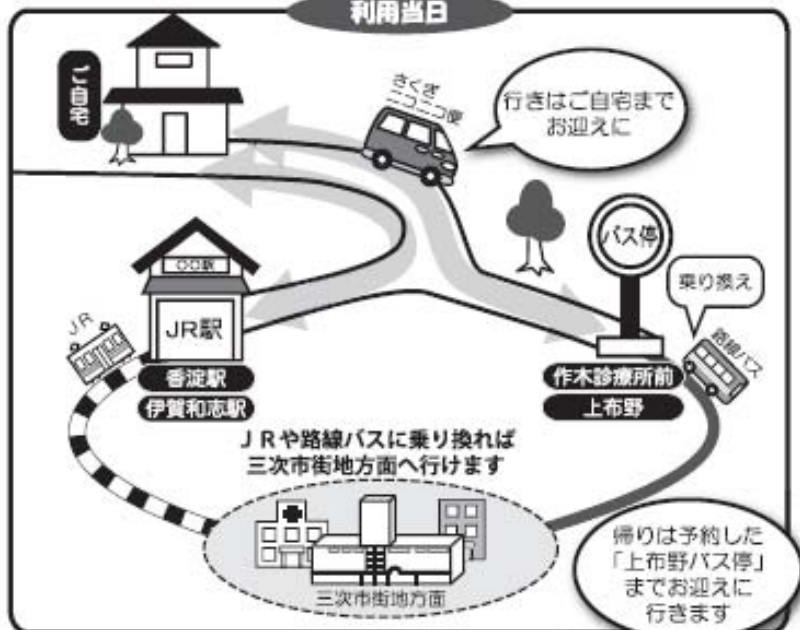 利用当日
ご自宅
さくぎ
ニコニコ便
行きはご自宅まで
お迎えに
バス停
乗り換え
〇〇駅
JR駅
JR
路線バス
香淀駅
伊賀和志駅
作木診療所前
上布野
JRや路線バスに乗り換れば
三次市街地方面へ行けます
三次市街地方面
帰りは予約した
「上布野バス停」
までお迎えに
行きます